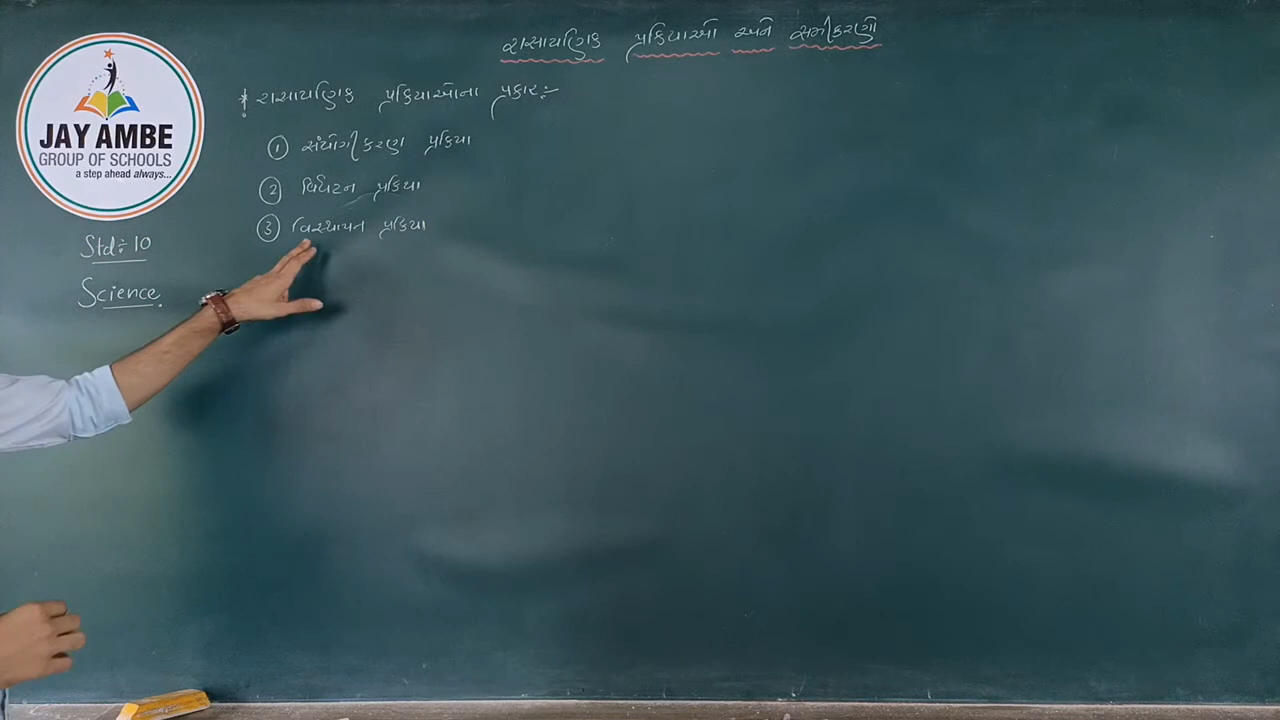 રાસાયણિક પ્રક્રિયાઓ અને સમીકરણો
JAY AMBE
GROUP OF SCHOOLS
a step ahead always...
Std :- 10
Science
* રાસાયણિક પ્રક્રિયાઓના પ્રકાર :-
① સંયોગીકરણ પ્રક્રિયા
② વિઘટન પ્રક્રિયા
③ વિસ્થાપન પ્રક્રિયા